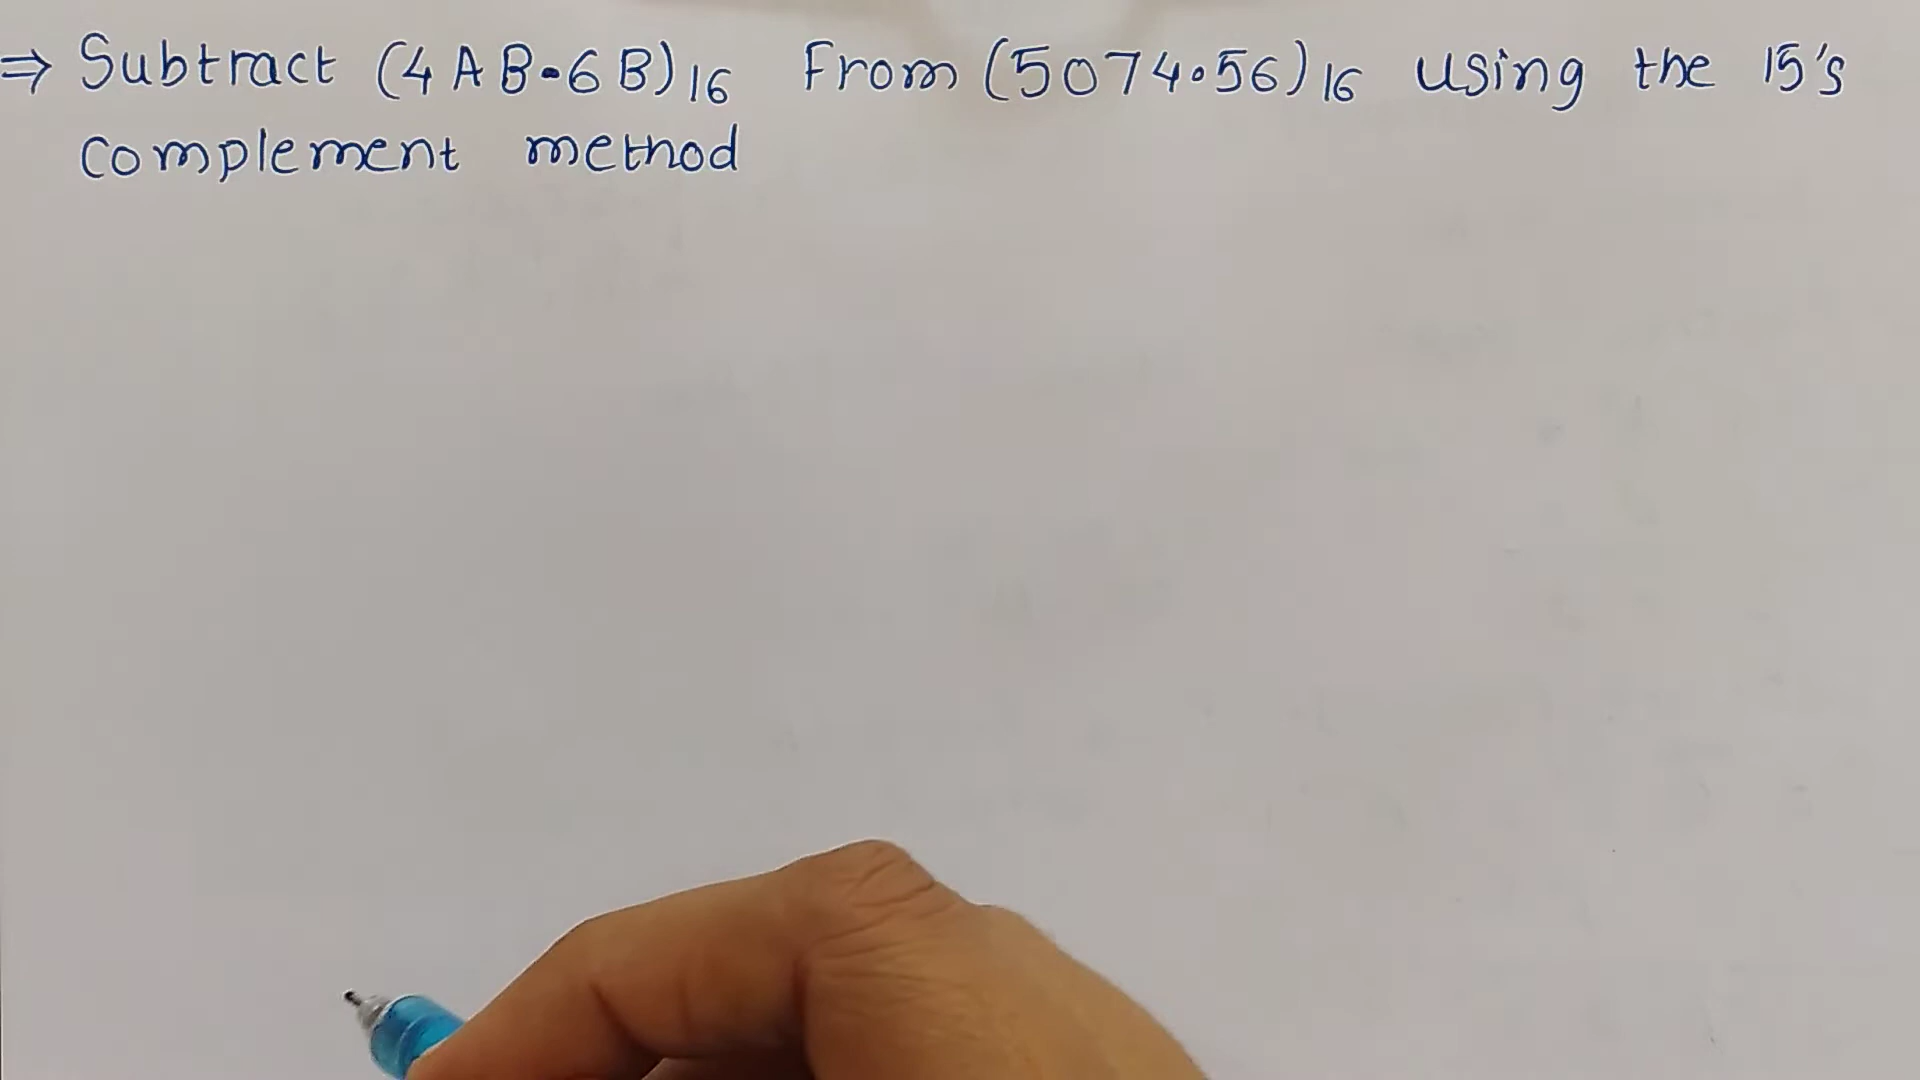 ⇒ Subtract (4AB.6B)16 From (5074.56)16 using the 15's
complement method